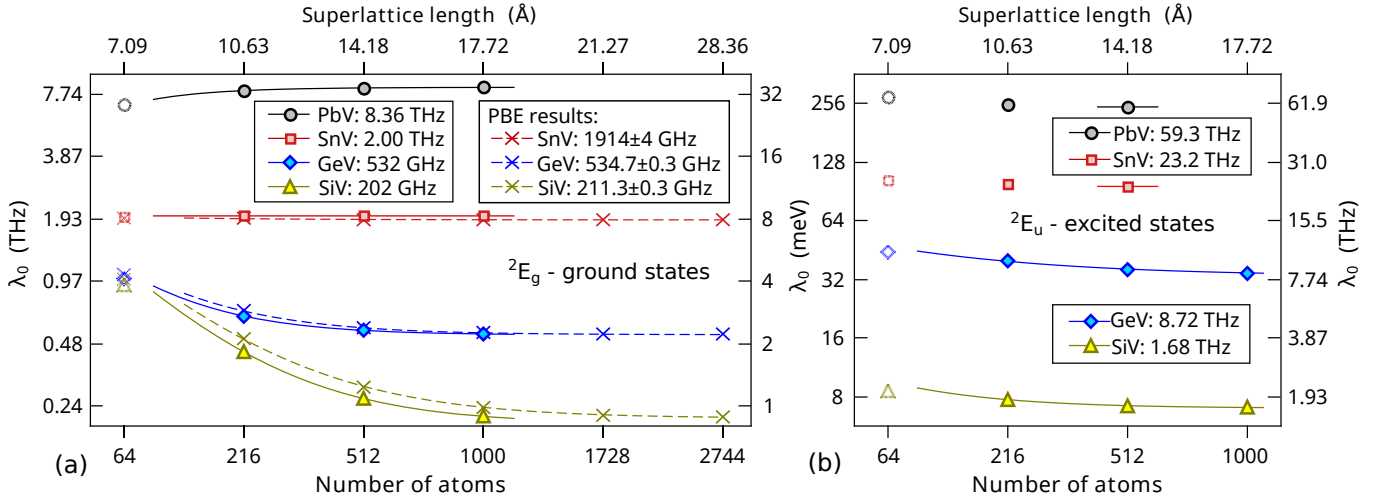 Superlattice length (Å)
7.09 10.63 14.18 17.72 21.27 28.36
λ0 (THz)
7.74
3.87
1.93
0.97
0.48
0.24
32
16
8
4
2
1
PbV: 8.36 THz
SnV: 2.00 THz
GeV: 532 GHz
SiV: 202 GHz
PBE results:
SnV: 1914±4 GHz
GeV: 534.7±0.3 GHz
SiV: 211.3±0.3 GHz
²Eg - ground states
64 216 512 1000 1728 2744
(a)
Number of atoms
Superlattice length (Å)
7.09 10.63 14.18 17.72
λ0 (meV)
256
128
64
32
16
8
61.9
31.0
15.5
7.74
3.87
1.93
λ0 (THz)
PbV: 59.3 THz
SnV: 23.2 THz
²Eu - excited states
GeV: 8.72 THz
SiV: 1.68 THz
64 216 512 1000
(b)
Number of atoms